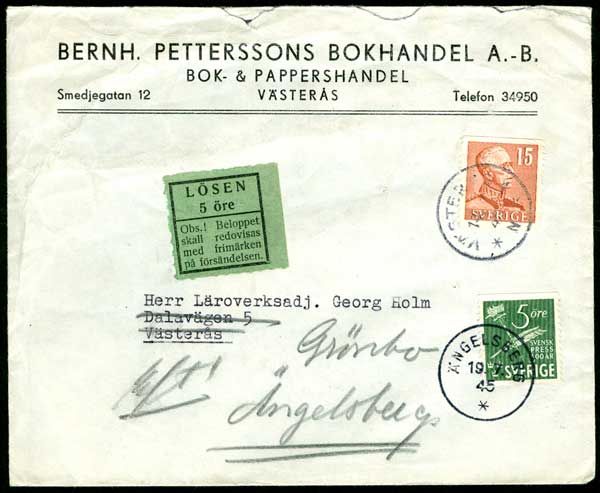 BERNH. PETTERSSONS BOKHANDEL A.-B.
BOK- & PAPPERSHANDEL
Smedjegatan 12 VÄSTERÅS Telefon 34950
15
SVERIGE
LÖSEN
5 öre
Obs.! Beloppet
skall redovisas
med frimärken
på försändelsen.
Herr Läroverksadj. Georg Holm
Dalavägen 5
Västerås
Grönbo
Ängelsberg
5 öre
SVENSK
PRESS
300 ÅR
SVERIGE
ÄNGELSBERG
45